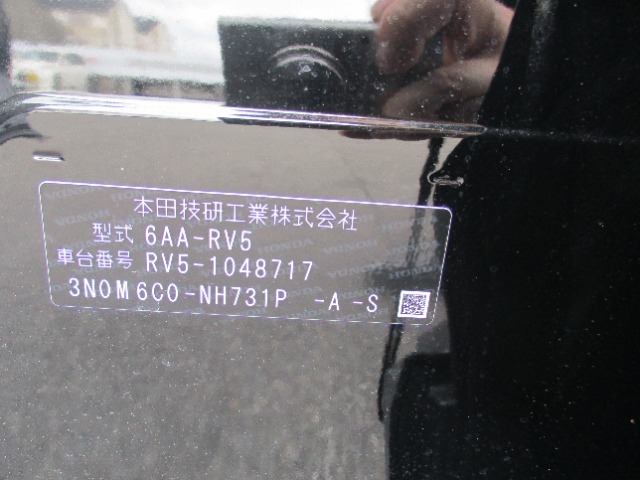 本田技研工業株式会社
型式 6AA-RV5
車台番号 RV5-1048717
3N0M6C0-NH731P -A-S